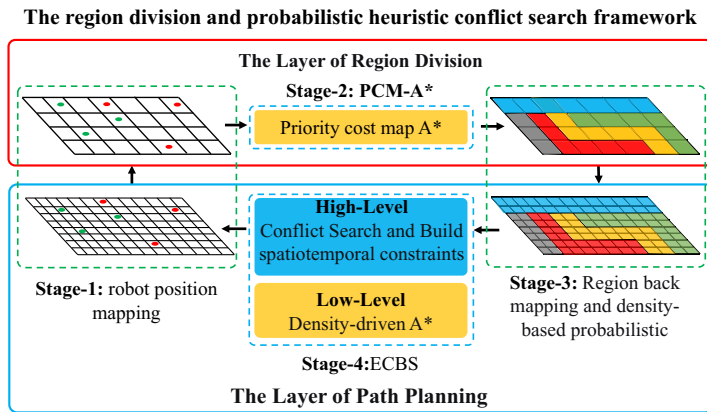 The region division and probabilistic heuristic conflict search framework
The Layer of Region Division
Stage-2: PCM-A*
Priority cost map A*
High-Level
Conflict Search and Build
spatiotemporal constraints
Low-Level
Density-driven A*
Stage-1: robot position
mapping
Stage-3: Region back
mapping and density-
based probabilistic
Stage-4:ECBS
The Layer of Path Planning